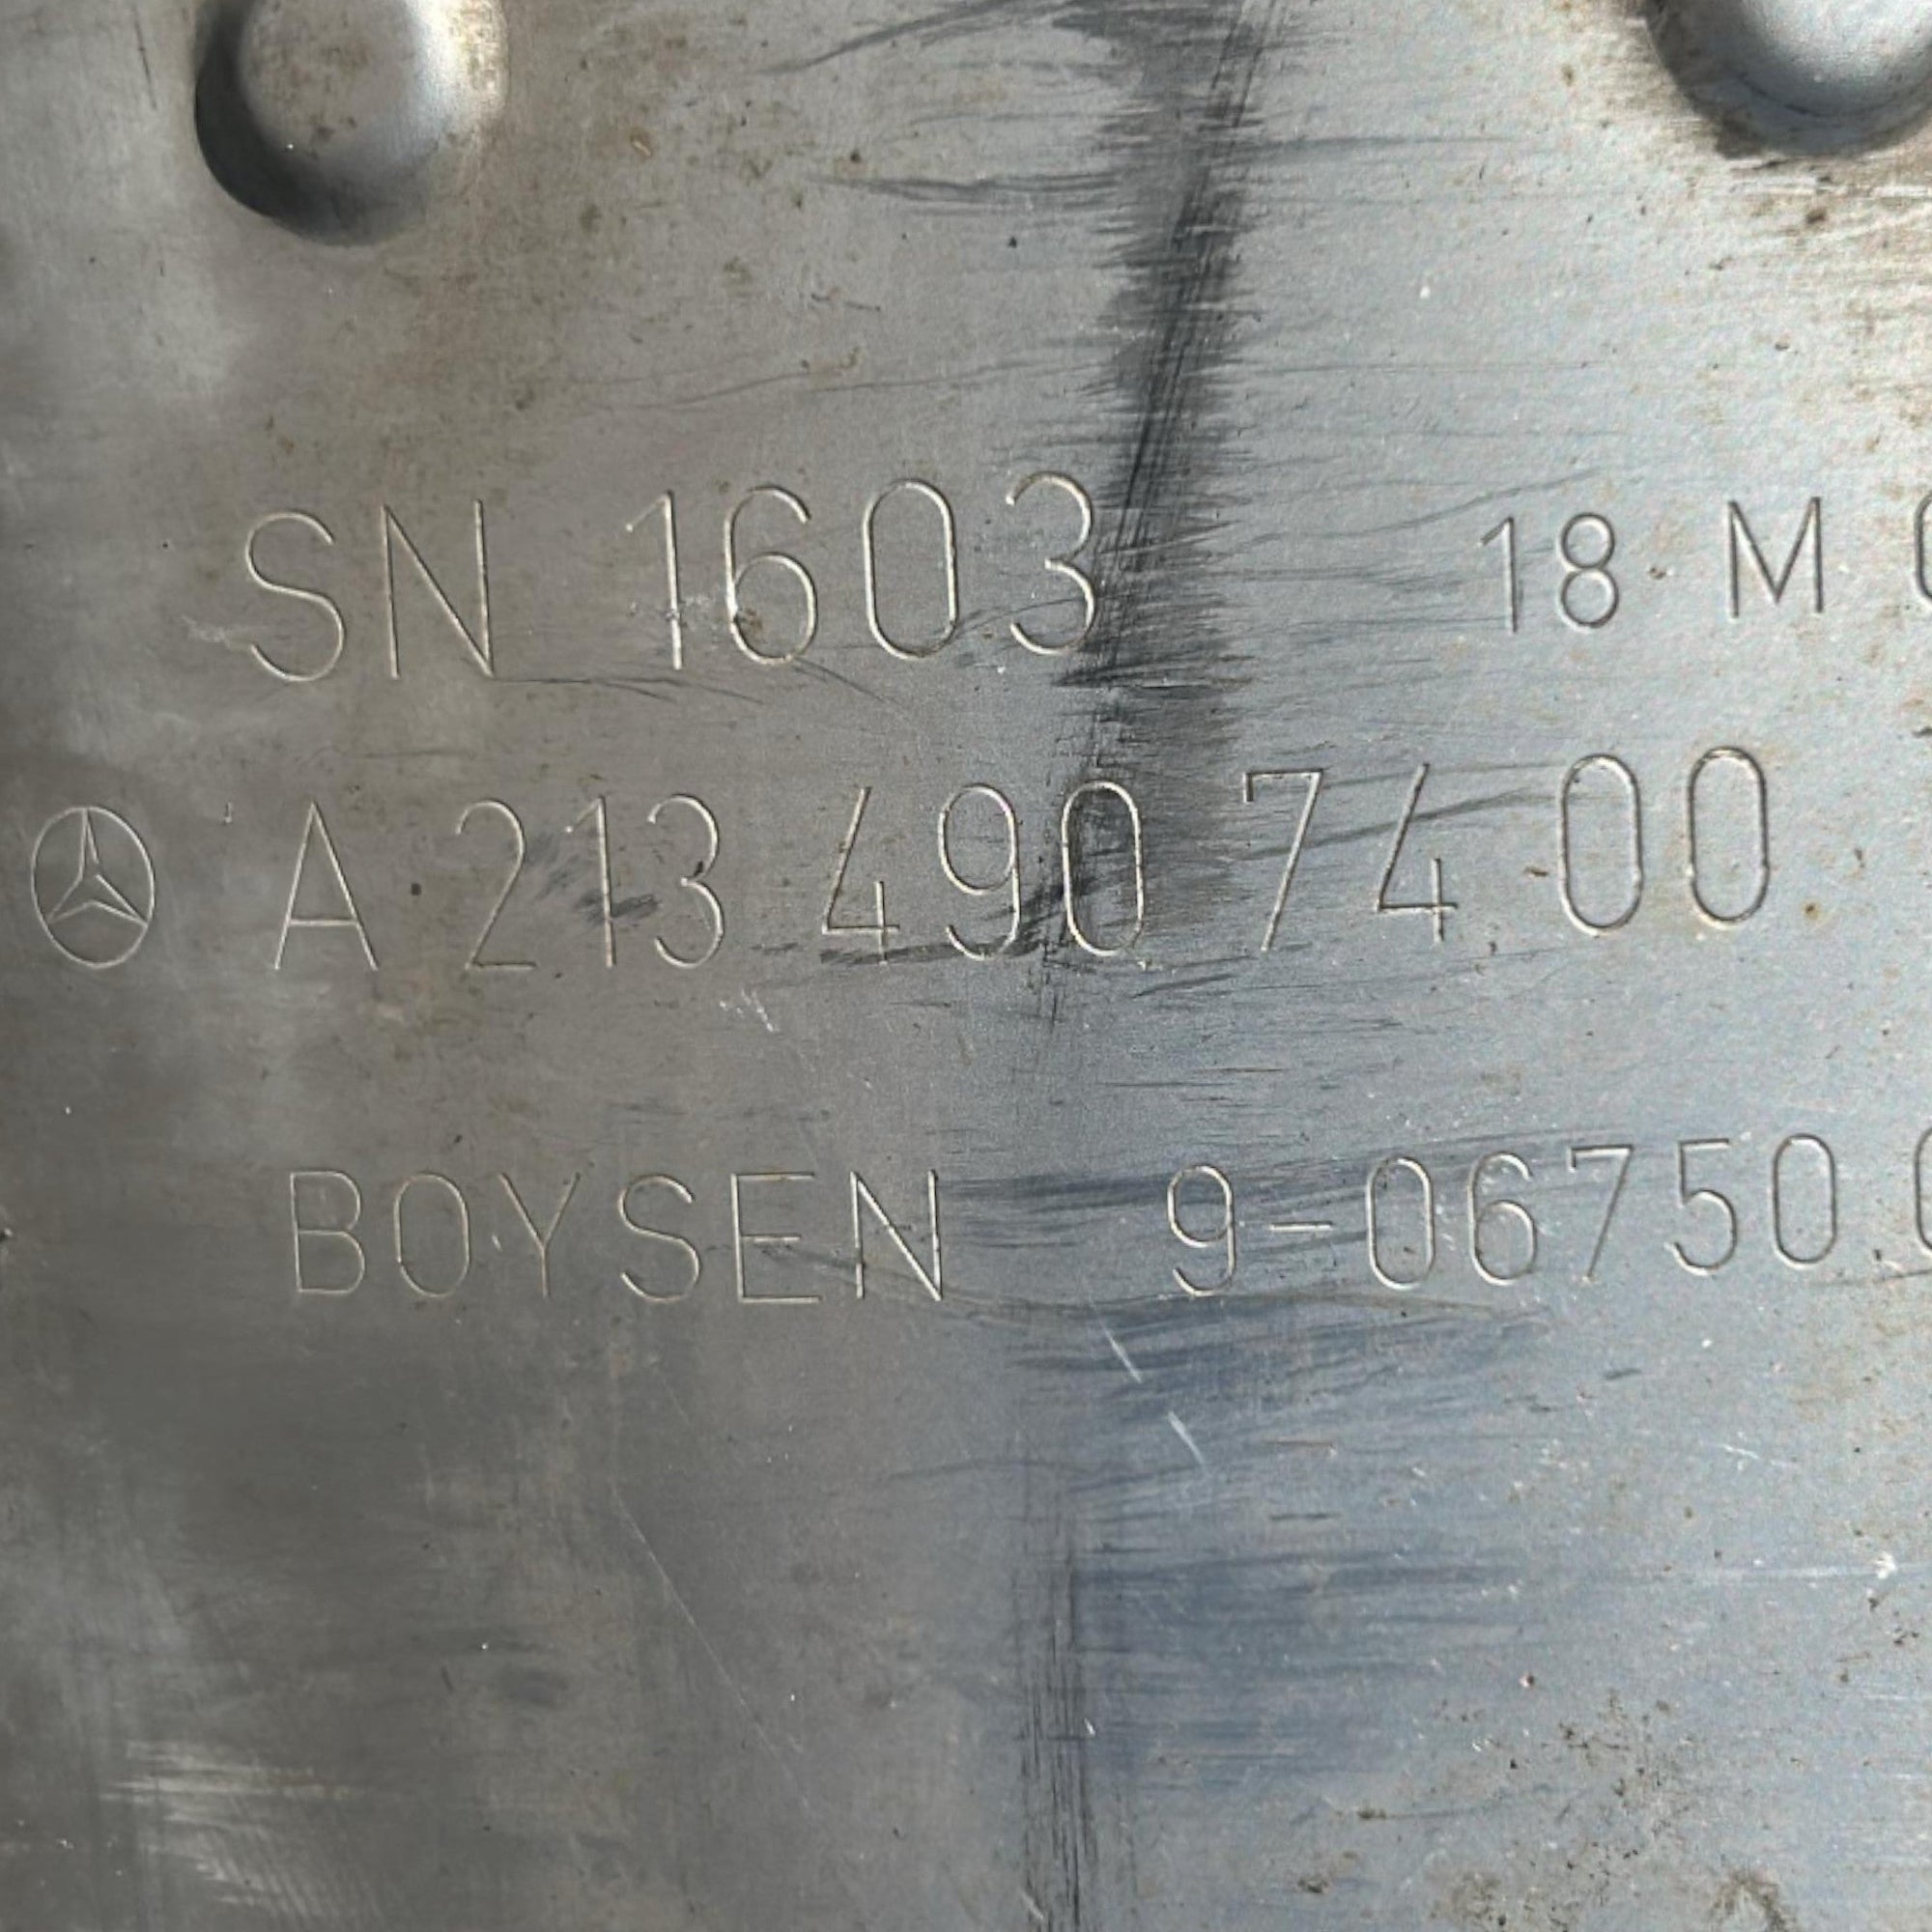 SN 1603 18 M
A 213 490 74 00
BOYSEN 9-06750